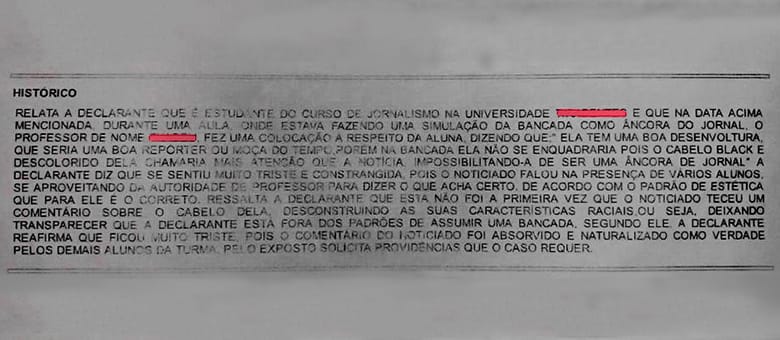 HISTÓRICO
RELATA A DECLARANTE QUE É ESTUDANTE DO CURSO DE JORNALISMO NA UNIVERSIDADE E QUE NA DATA ACIMA
MENCIONADA, DURANTE UMA AULA, ONDE ESTAVA FAZENDO UMA SIMULAÇÃO DA BANCADA COMO ÂNCORA DO JORNAL, O
PROFESSOR DE NOME , FEZ UMA COLOCAÇÃO A RESPEITO DA ALUNA, DIZENDO QUE:" ELA TEM UMA BOA DESENVOLTURA,
QUE SERIA UMA BOA REPÓRTER OU MOÇA DO TEMPO, PORÉM NA BANCADA ELA NÃO SE ENQUADRARIA POIS O CABELO BLACK E
DESCOLORIDO DELA CHAMARIA MAIS ATENÇÃO QUE A NOTÍCIA, IMPOSSIBILITANDO-A DE SER UMA ÂNCORA DE JORNAL" A
DECLARANTE DIZ QUE SE SENTIU MUITO TRISTE E CONSTRANGIDA, POIS O NOTICIADO FALOU NA PRESENÇA DE VÁRIOS ALUNOS,
SE APROVEITANDO DA AUTORIDADE DE PROFESSOR PARA DIZER O QUE ACHA CERTO, DE ACORDO COM O PADRÃO DE ESTÉTICA
QUE PARA ELE É O CORRETO. RESSALTA A DECLARANTE QUE ESTA NÃO FOI A PRIMEIRA VEZ QUE O NOTICIADO TECEU UM
COMENTÁRIO SOBRE O CABELO DELA, DESCONSTRUINDO AS SUAS CARACTERÍSTICAS RACIAIS,OU SEJA, DEIXANDO
TRANSPARECER QUE A DECLARANTE ESTÁ FORA DOS PADRÕES DE ASSUMIR UMA BANCADA, SEGUNDO ELE. A DECLARANTE
REAFIRMA QUE FICOU MUITO TRISTE, POIS O COMENTÁRIO DO NOTICIADO FOI ABSORVIDO E NATURALIZADO COMO VERDADE
PELOS DEMAIS ALUNOS DA TURMA. PELO EXPOSTO SOLICITA PROVIDÊNCIAS QUE O CASO REQUER.